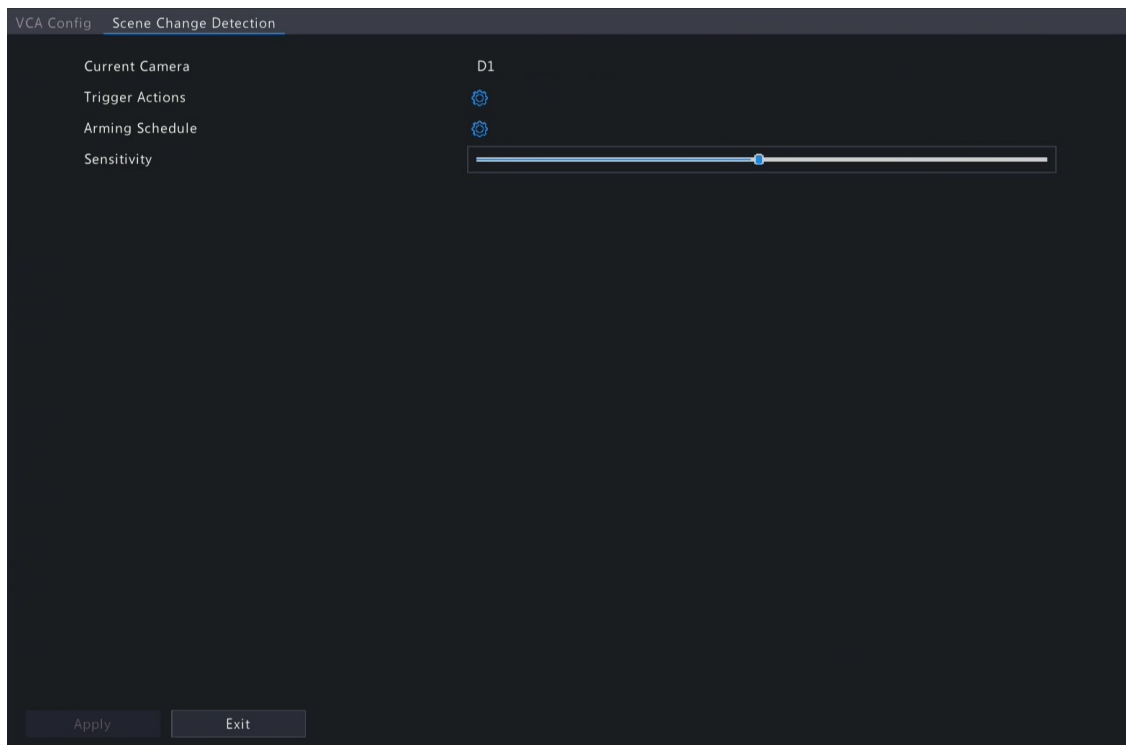 VCA Config Scene Change Detection
Current Camera D1
Trigger Actions
Arming Schedule
Sensitivity
Apply Exit